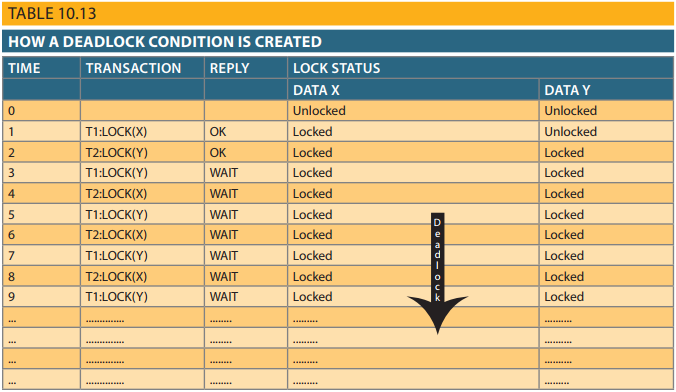 TABLE 10.13
HOW A DEADLOCK CONDITION IS CREATED
TIME TRANSACTION REPLY LOCK STATUS
DATA X DATA Y
0 Unlocked Unlocked
1 T1:LOCK(X) OK Locked Unlocked
2 T2:LOCK(Y) OK Locked Locked
3 T1:LOCK(Y) WAIT Locked Locked
4 T2:LOCK(X) WAIT Locked Locked
5 T1:LOCK(Y) WAIT Locked Locked
6 T2:LOCK(X) WAIT Locked Locked
7 T1:LOCK(Y) WAIT Locked Locked
8 T2:LOCK(X) WAIT Locked Locked
9 T1:LOCK(Y) WAIT Locked Locked
... .............. ........ ......... ..........
... .............. ........ ......... ..........
... .............. ........ ......... ..........
... .............. ........ ......... ..........
Deadlock